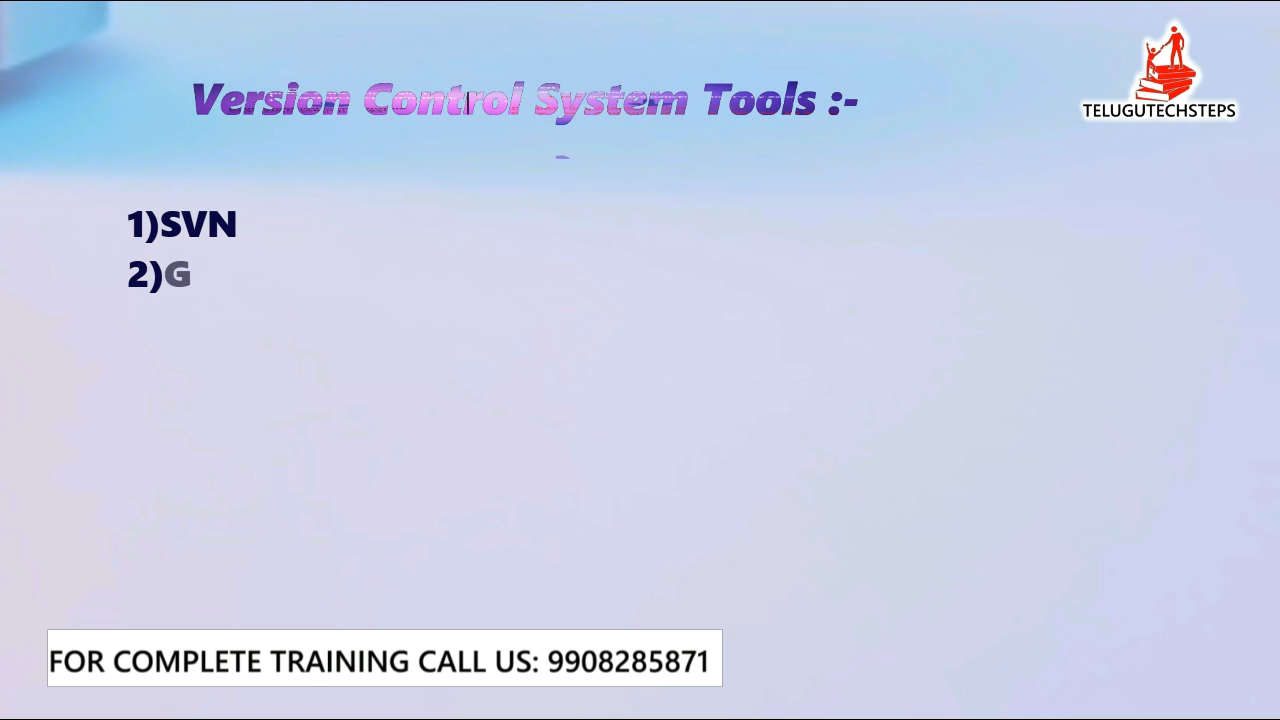 Version Control System Tools :-
TELUGUTECHSTEPS
1)SVN
2)G
FOR COMPLETE TRAINING CALL US: 9908285871